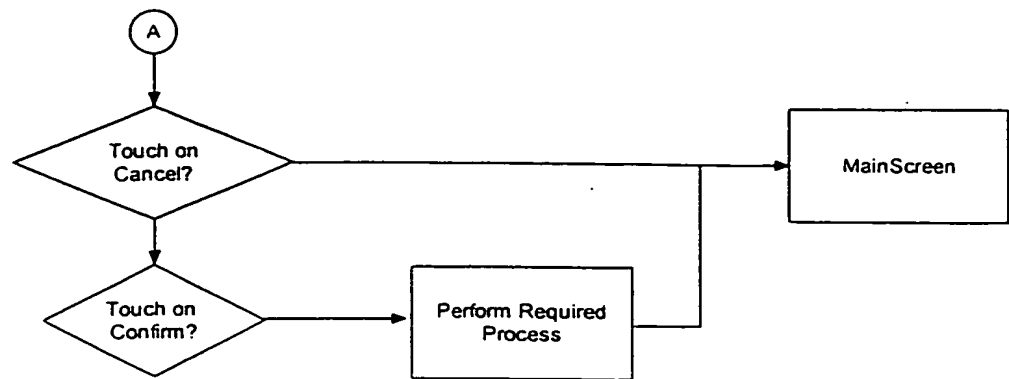 A
Touch on
Cancel?
MainScreen
Touch on
Confirm?
Perform Required
Process